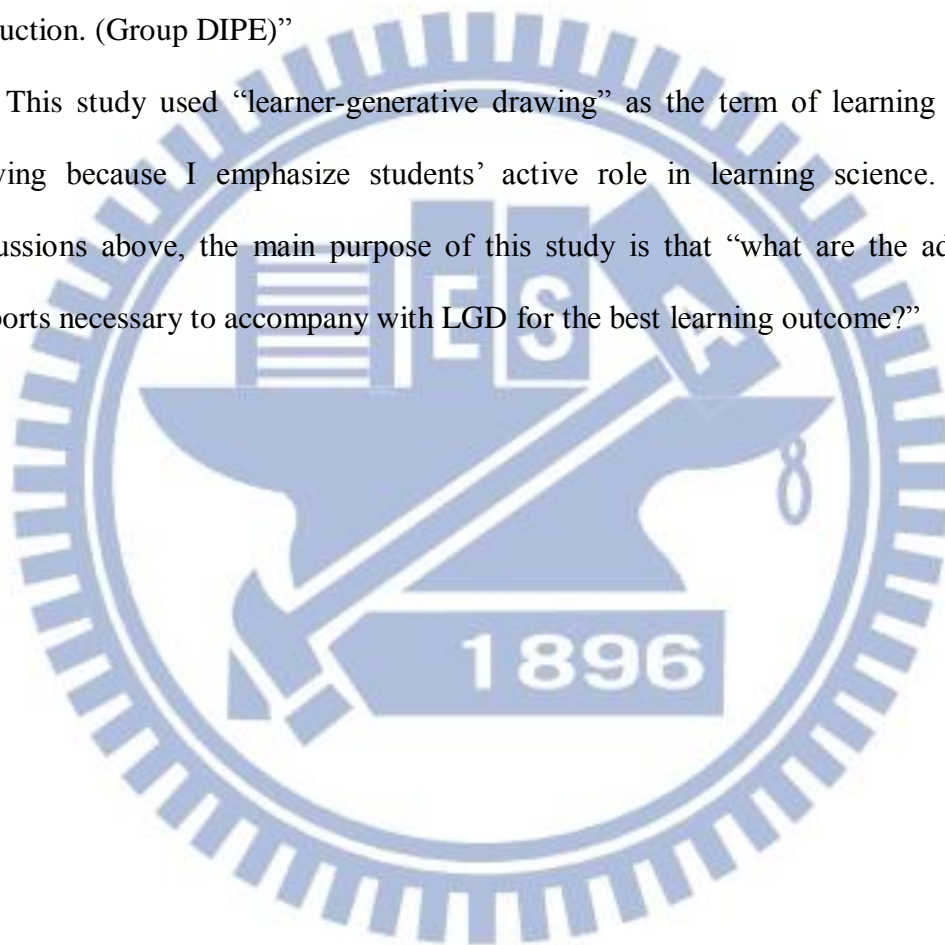 uction. (Group DIPE)”
This study used “learner-generative drawing” as the term of learning
ving because I emphasize students’ active role in learning science.
ussions above, the main purpose of this study is that “what are the ad
ports necessary to accompany with LGD for the best learning outcome?”
E S A
1896